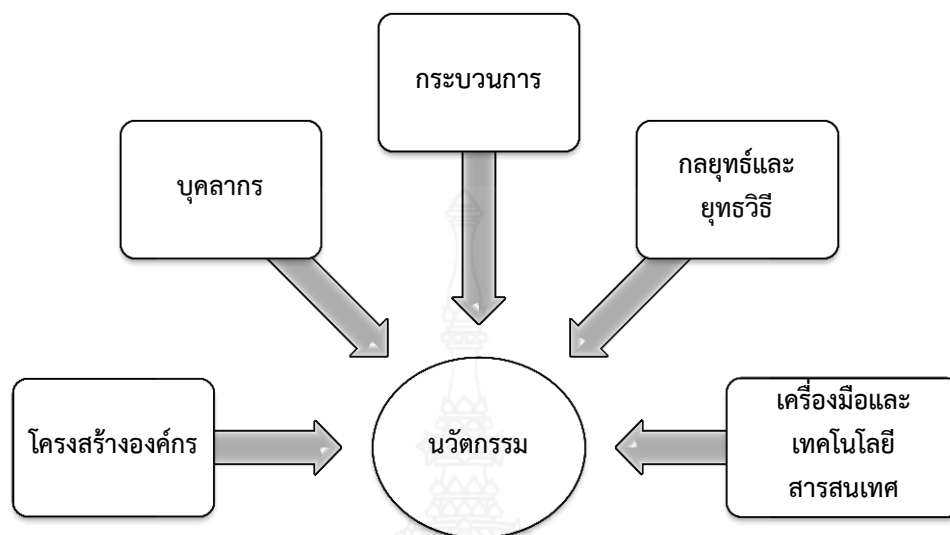 กระบวนการ
บุคลากร
กลยุทธ์และ
ยุทธวิธี
โครงสร้างองค์กร
นวัตกรรม
เครื่องมือและ
เทคโนโลยี
สารสนเทศ